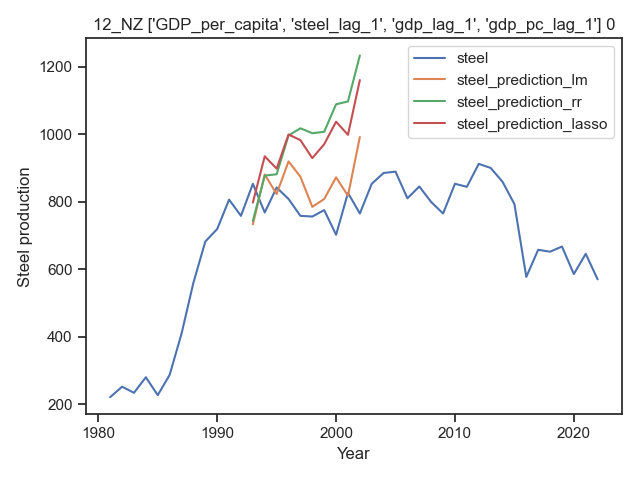 12_NZ ['GDP_per_capita', 'steel_lag_1', 'gdp_lag_1', 'gdp_pc_lag_1'] 0
steel
steel_prediction_lm
steel_prediction_rr
steel_prediction_lasso
Steel production
1200
1000
800
600
400
200
1980
1990
2000
2010
2020
Year